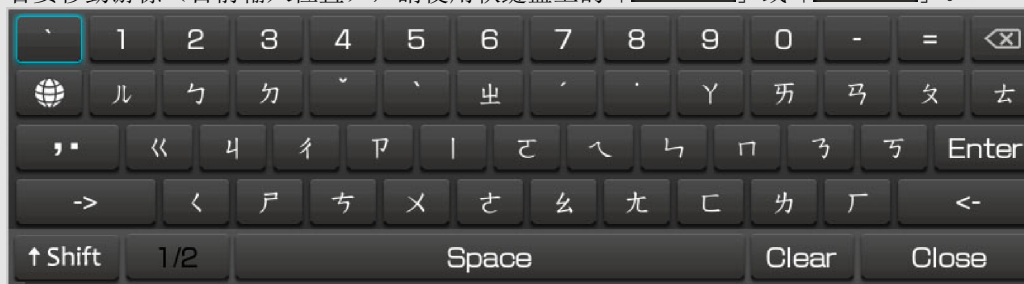 ` 1 2 3 4 5 6 7 8 9 0 - =
ㄦ ㄅ ㄉ ˇ ˋ ㄓ ˊ ˙ ㄚ ㄞ ㄢ ㄆ ㄊ
, . ㄍ ㄐ ㄔ ㄗ ㄧ ㄛ ㄟ ㄣ ㄇ ㄋ ㄎ Enter
-> ㄑ ㄕ ㄘ ㄨ ㄜ ㄠ ㄤ ㄈ ㄌ ㄏ <-
↑ Shift 1/2 Space Clear Close